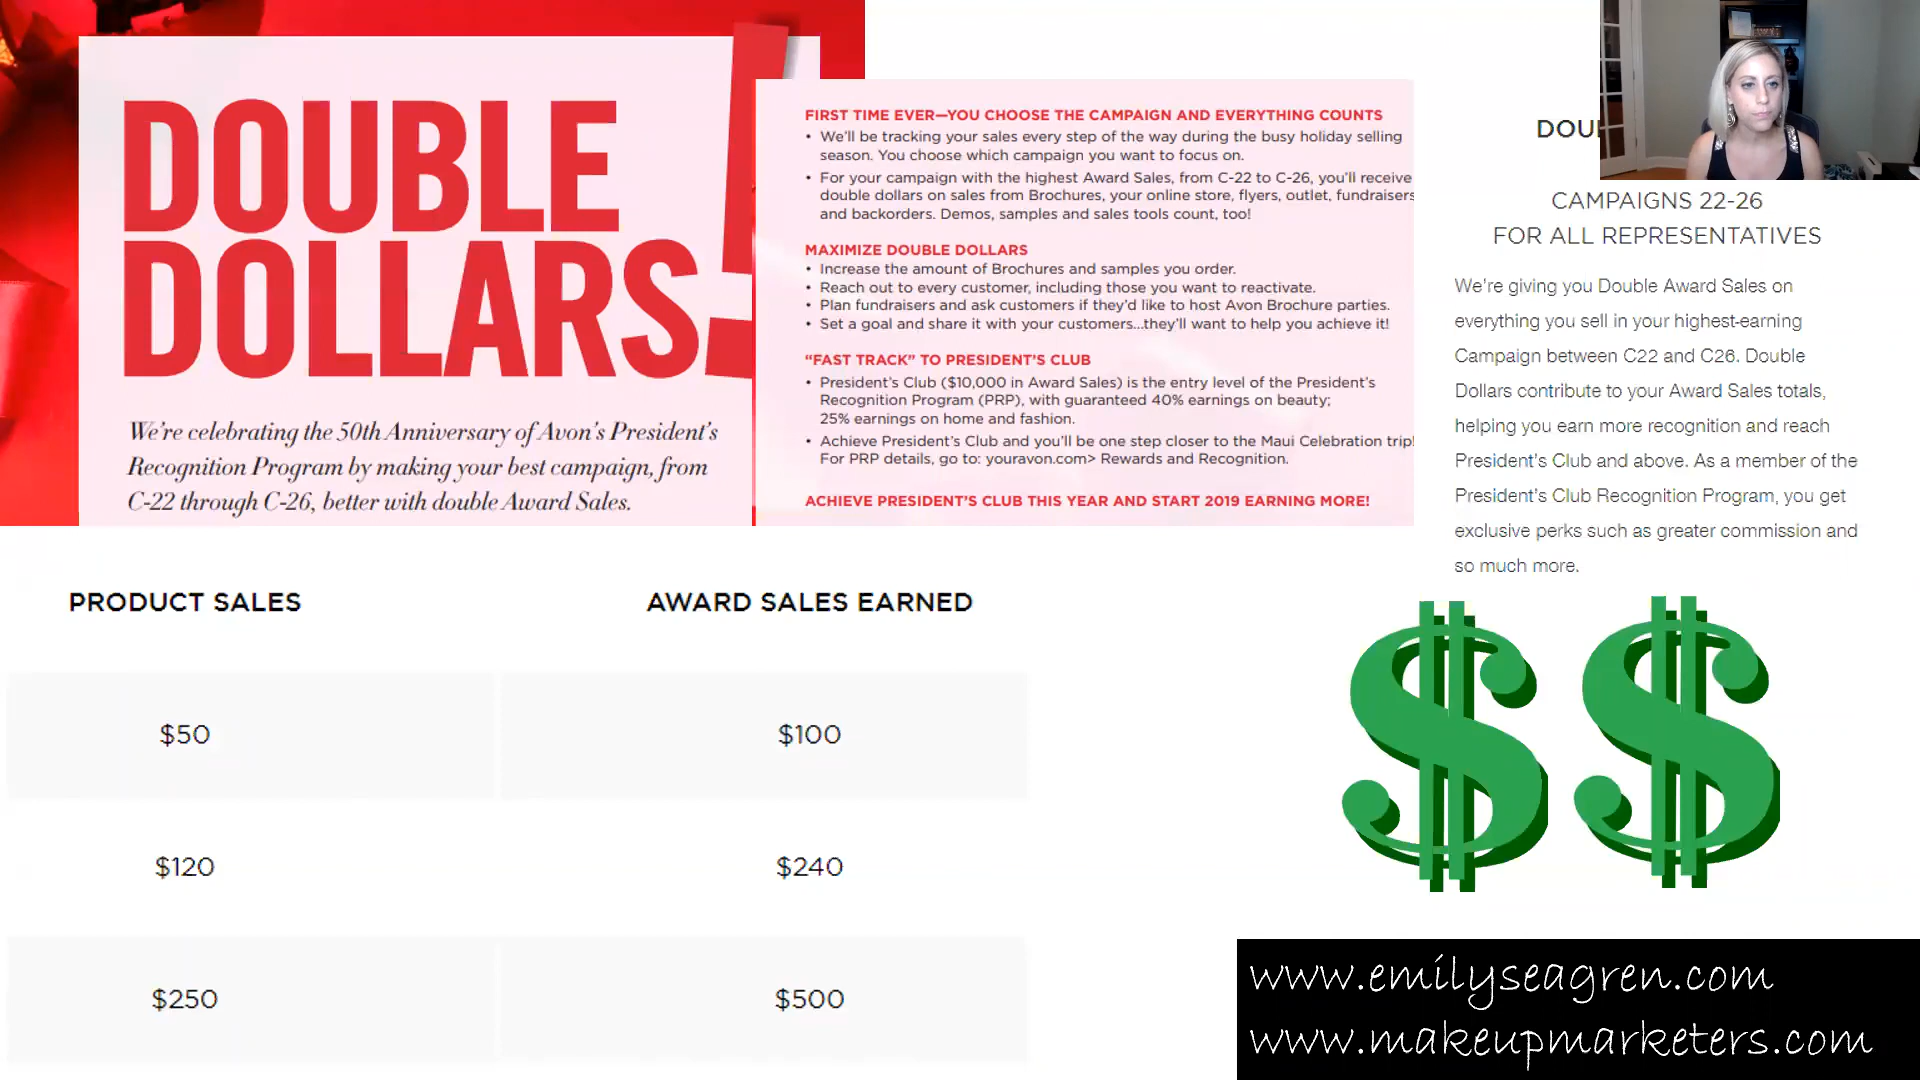 DOUBLE
DOLLARS!
We're celebrating the 50th Anniversary of Avon's President's
Recognition Program by making your best campaign, from
C-22 through C-26, better with double Award Sales.
FIRST TIME EVER—YOU CHOOSE THE CAMPAIGN AND EVERYTHING COUNTS
• We'll be tracking your sales every step of the way during the busy holiday selling
season. You choose which campaign you want to focus on.
• For your campaign with the highest Award Sales, from C-22 to C-26, you'll receive
double dollars on sales from Brochures, your online store, flyers, outlet, fundraisers
and backorders. Demos, samples and sales tools count, too!
MAXIMIZE DOUBLE DOLLARS
• Increase the amount of Brochures and samples you order.
• Reach out to every customer, including those you want to reactivate.
• Plan fundraisers and ask customers if they'd like to host Avon Brochure parties.
• Set a goal and share it with your customers...they'll want to help you achieve it!
“FAST TRACK” TO PRESIDENT'S CLUB
• President's Club ($10,000 in Award Sales) is the entry level of the President's
Recognition Program (PRP), with guaranteed 40% earnings on beauty;
25% earnings on home and fashion.
• Achieve President's Club and you'll be one step closer to the Maui Celebration trip!
For PRP details, go to: youravon.com> Rewards and Recognition.
ACHIEVE PRESIDENT'S CLUB THIS YEAR AND START 2019 EARNING MORE!
DOU
CAMPAIGNS 22-26
FOR ALL REPRESENTATIVES
We're giving you Double Award Sales on
everything you sell in your highest-earning
Campaign between C22 and C26. Double
Dollars contribute to your Award Sales totals,
helping you earn more recognition and reach
President's Club and above. As a member of the
President's Club Recognition Program, you get
exclusive perks such as greater commission and
so much more.
PRODUCT SALES AWARD SALES EARNED
$50 $100
$120 $240
$250 $500
$$
www.emilyseagren.com
www.makeupmarketers.com